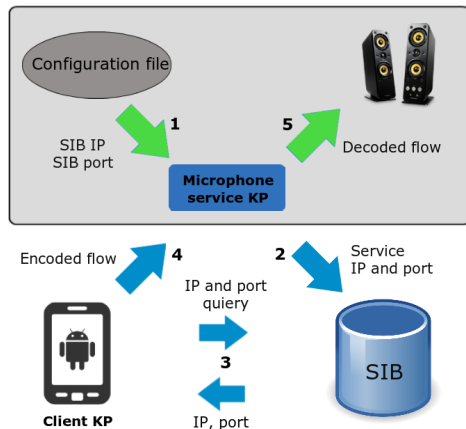 Configuration file
1
5
SIB IP
SIB port
Decoded flow
Microphone
service KP
Encoded flow
4
2
Service
IP and port
IP and port
quiery
3
SIB
Client KP
IP, port